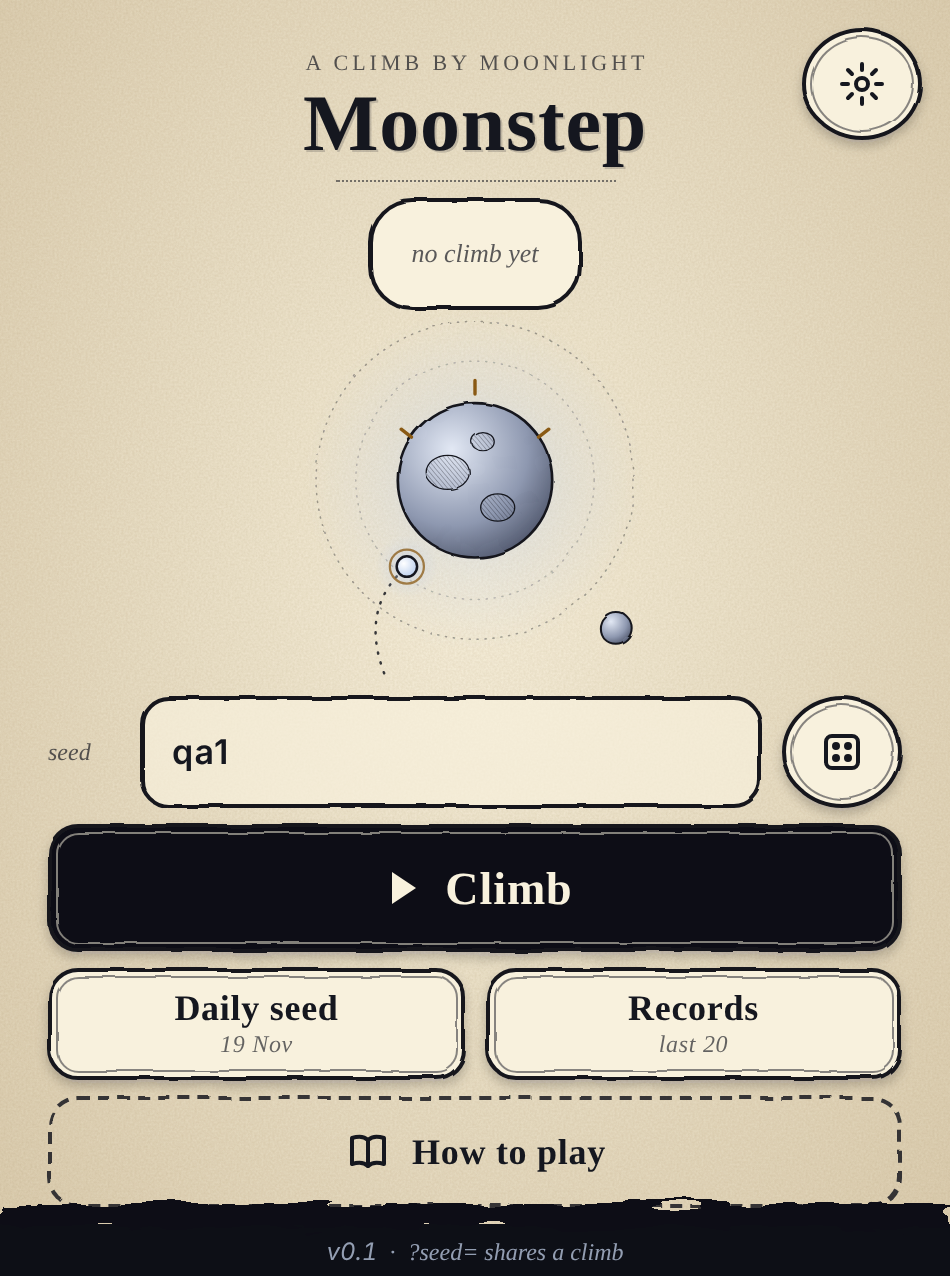 A CLIMB BY MOONLIGHT
Moonstep
no climb yet
seed
qa1
Climb
Daily seed
19 Nov
Records
last 20
How to play
v0.1 · ?seed= shares a climb